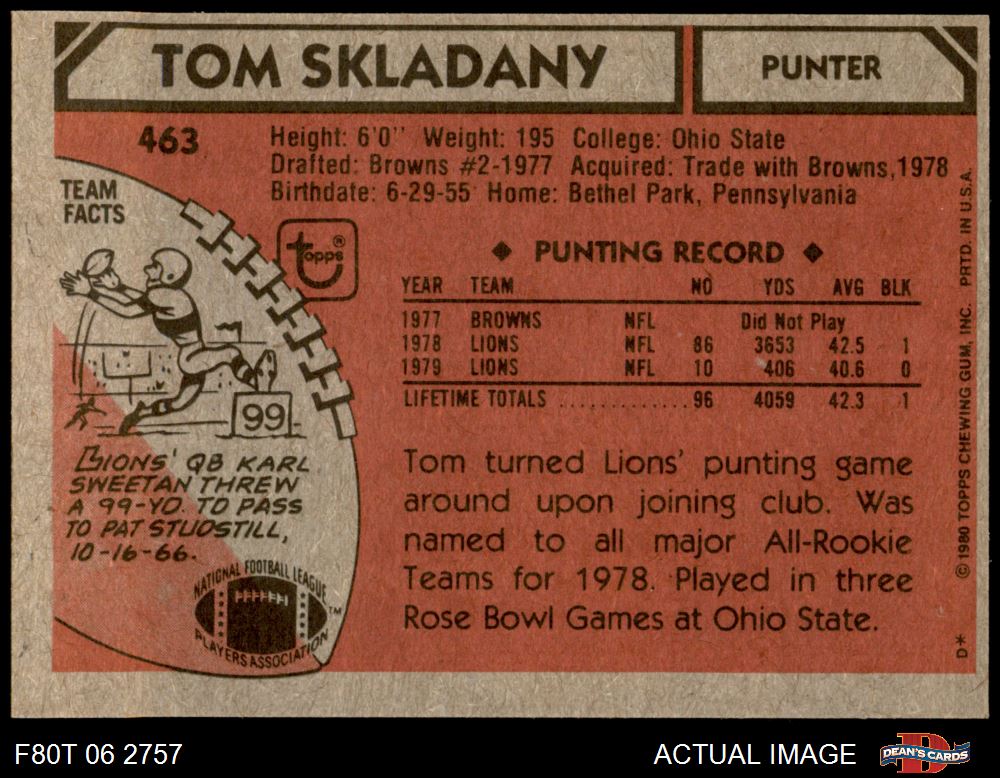 TOM SKLADANY
PUNTER
463
Height: 6'0" Weight: 195 College: Ohio State
Drafted: Browns #2-1977 Acquired: Trade with Browns, 1978
Birthdate: 6-29-55 Home: Bethel Park, Pennsylvania
TEAM
FACTS
topps®
◆ PUNTING RECORD ◆
YEAR TEAM NO YDS AVG BLK
1977 BROWNS NFL Did Not Play
1978 LIONS NFL 86 3653 42.5 1
1979 LIONS NFL 10 406 40.6 0
LIFETIME TOTALS ............ 96 4059 42.3 1
99
LIONS' QB KARL
SWEETAN THREW
A 99-YD. TD PASS
TO PAT STUDSTILL,
10-16-66.
Tom turned Lions' punting game
around upon joining club. Was
named to all major All-Rookie
Teams for 1978. Played in three
Rose Bowl Games at Ohio State.
NATIONAL FOOTBALL LEAGUE
PLAYERS ASSOCIATION
™
D* © 1980 TOPPS CHEWING GUM, INC. PRTD. IN U.S.A.
F80T 06 2757
ACTUAL IMAGE
D
DEAN'S CARDS